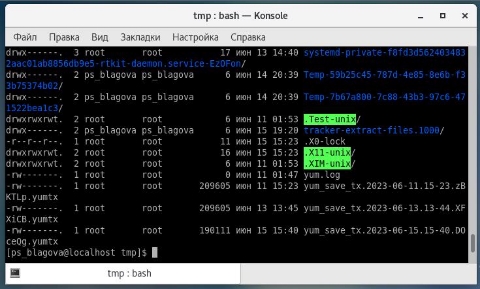 tmp : bash — Konsole
Файл Правка Вид Закладки Настройка Справка
drwx------. 3 root root 17 июн 13 14:40 systemd-private-f8fd3d562403483
2aac01ab8856db9e5-rtkit-daemon.service-EzOFon/
drwx------. 2 ps_blagova ps_blagova 6 июн 14 20:39 Temp-59b25c45-787d-4e85-8e6b-f3
3b75374b02/
drwx------. 2 ps_blagova ps_blagova 6 июн 14 20:39 Temp-7b67a800-7c88-43b3-97c6-47
1522bea1c3/
drwxrwxrwt. 2 root root 6 июн 11 01:53 .Test-unix/
drwx------. 2 ps_blagova ps_blagova 6 июн 15 19:20 tracker-extract-files.1000/
-r--r--r--. 1 root root 11 июн 15 15:23 .X0-lock
drwxrwxrwt. 2 root root 16 июн 15 15:23 .X11-unix/
drwxrwxrwt. 2 root root 6 июн 11 01:53 .XIM-unix/
-rw-------. 1 root root 0 июн 11 01:47 yum.log
-rw-------. 1 root root 209605 июн 11 15:23 yum_save_tx.2023-06-11.15-23.zB
KTLp.yumtx
-rw-------. 1 root root 209605 июн 13 13:45 yum_save_tx.2023-06-13.13-44.XF
XiCB.yumtx
-rw-------. 1 root root 190111 июн 15 15:40 yum_save_tx.2023-06-15.15-40.DO
ceOg.yumtx
[ps_blagova@localhost tmp]$
tmp : bash